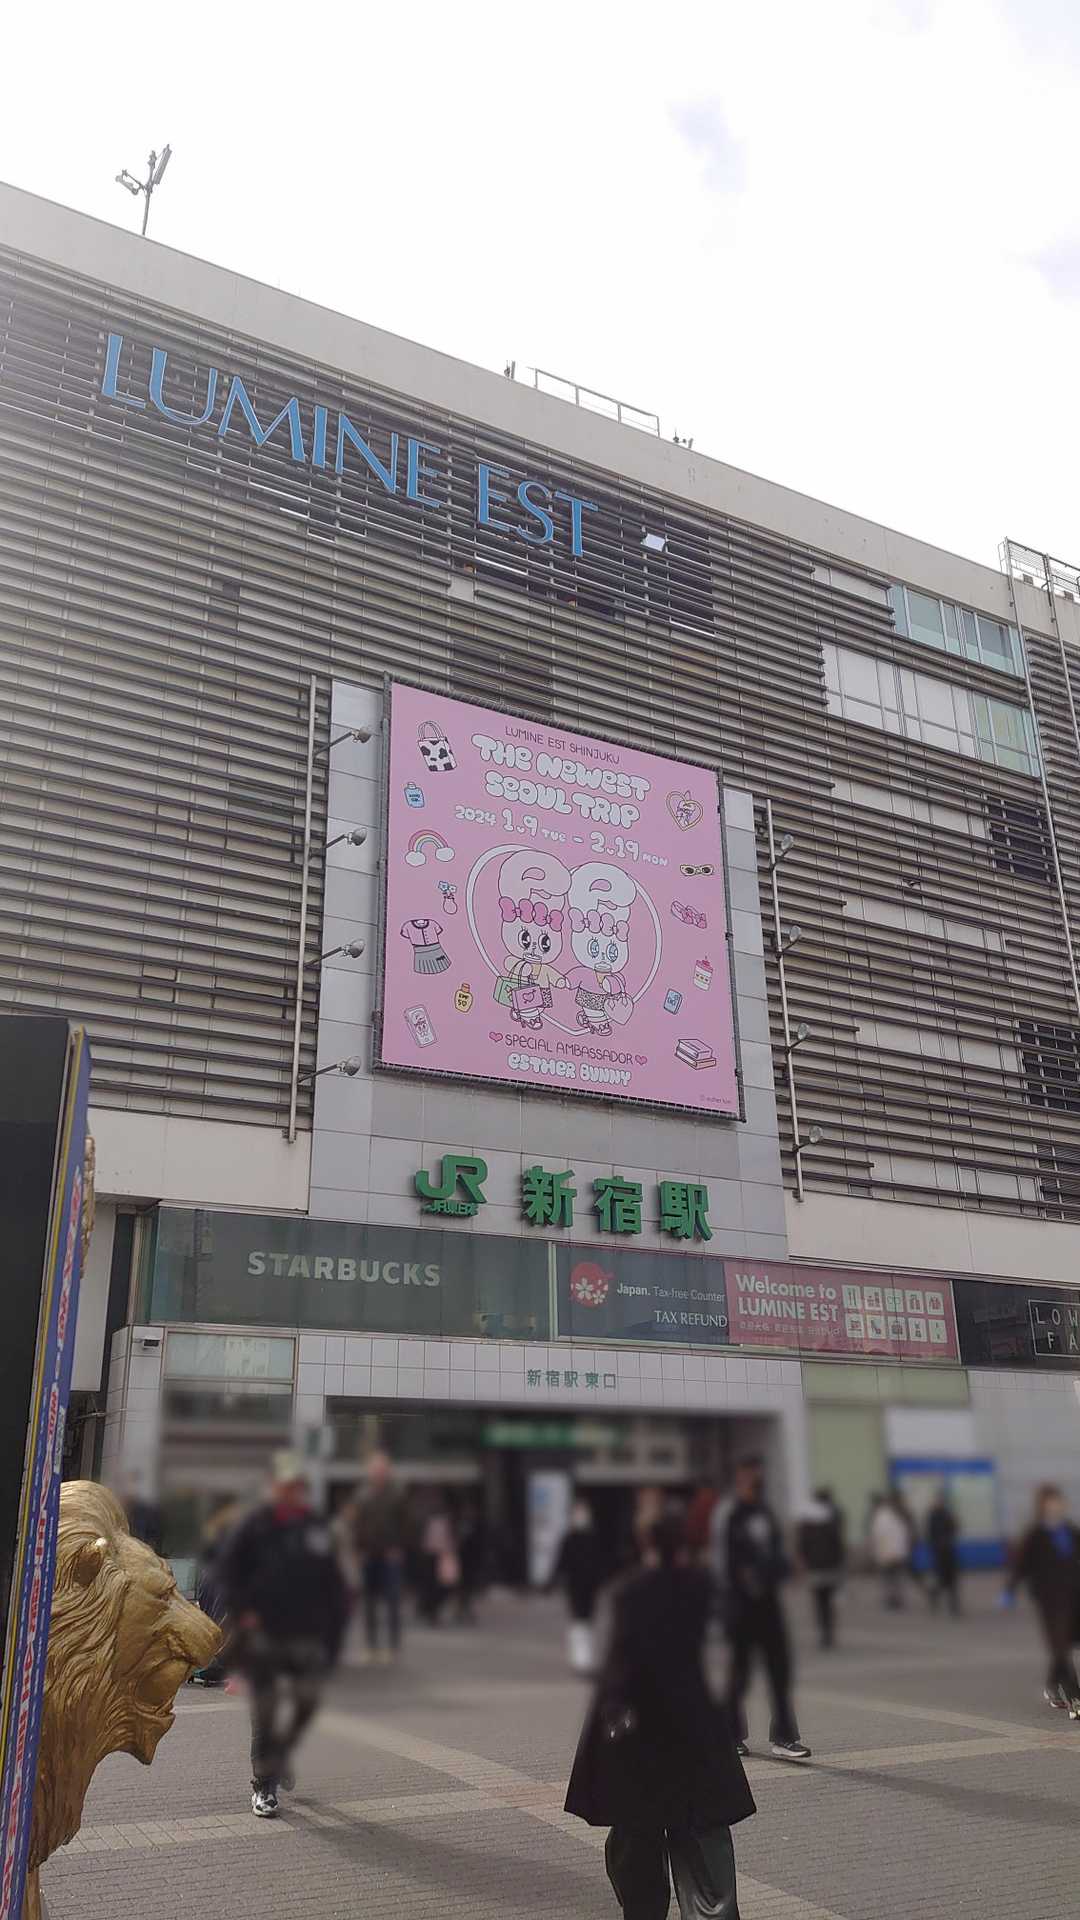 LUMINE EST
LUMINE EST SHINJUKU
THE NEWEST
SEOUL TRIP
2024 1.9 TUE - 2.19 MON
SPECIAL AMBASSADOR
ESTHER BUNNY
© esther kim
JR 新宿駅
STARBUCKS
Japan. Tax-free Counter
TAX REFUND
Welcome to
LUMINE EST
新宿駅 東口